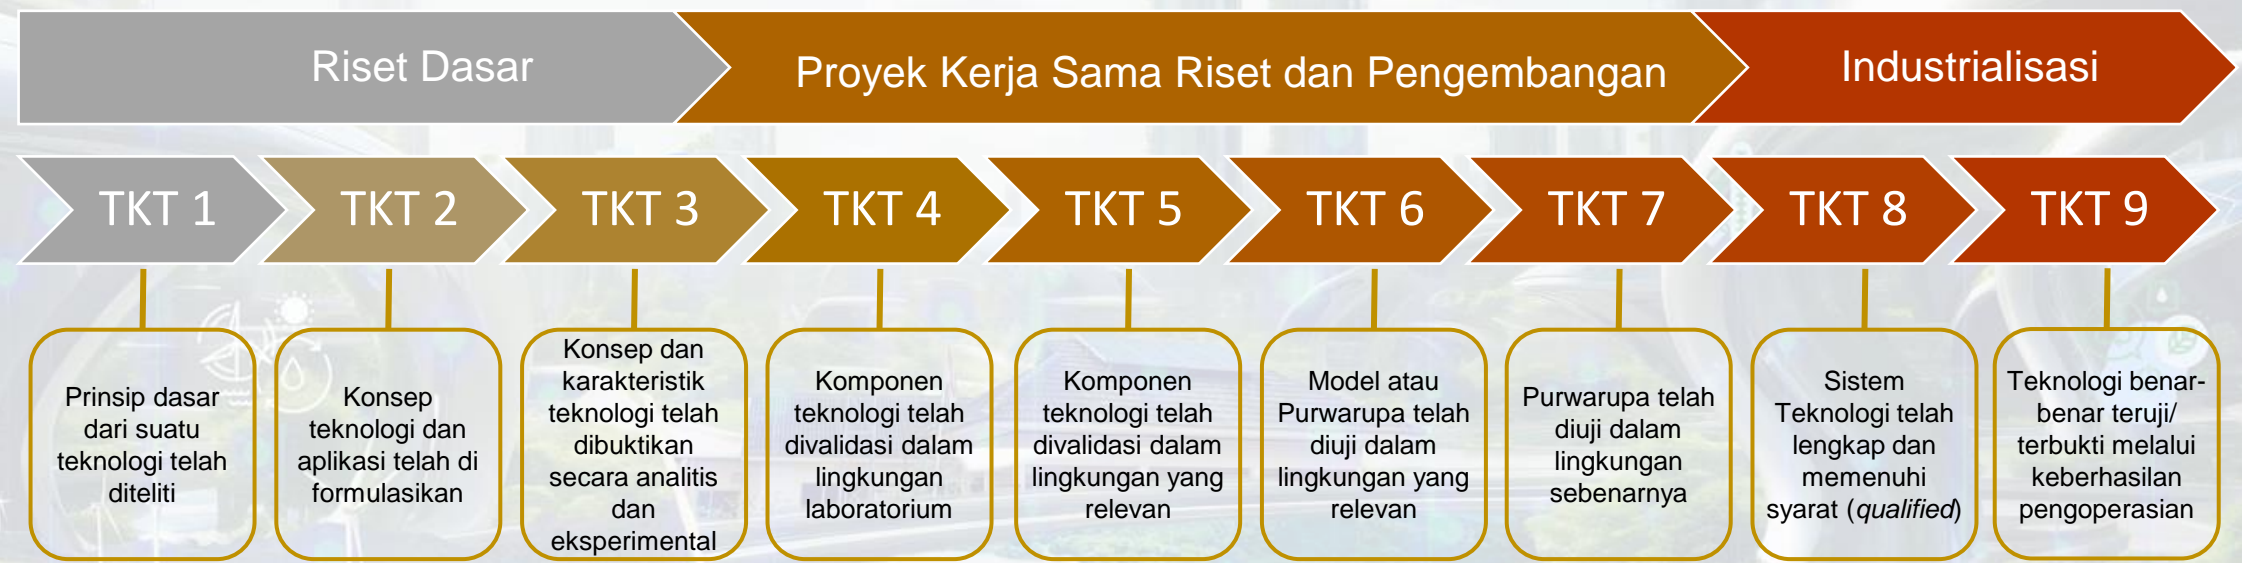 Riset Dasar
Proyek Kerja Sama Riset dan Pengembangan
Industrialisasi
TKT 1
TKT 2
TKT 3
TKT 4
TKT 5
TKT 6
TKT 7
TKT 8
TKT 9
Prinsip dasar
dari suatu
teknologi telah
diteliti
Konsep
teknologi dan
aplikasi telah di
formulasikan
Konsep dan
karakteristik
teknologi telah
dibuktikan
secara analitis
dan
eksperimental
Komponen
teknologi telah
divalidasi dalam
lingkungan
laboratorium
Komponen
teknologi telah
divalidasi dalam
lingkungan yang
relevan
Model atau
Purwarupa telah
diuji dalam
lingkungan yang
relevan
Purwarupa telah
diuji dalam
lingkungan
sebenarnya
Sistem
Teknologi telah
lengkap dan
memenuhi
syarat (qualified)
Teknologi benar-
benar teruji/
terbukti melalui
keberhasilan
pengoperasian